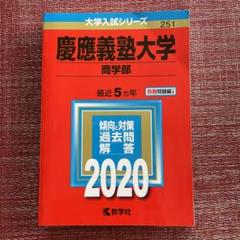 大学入試シリーズ
251
慶應義塾大学
商学部
最近5カ年
別冊問題編
傾向と対策
過去問
解答
2020
教学社